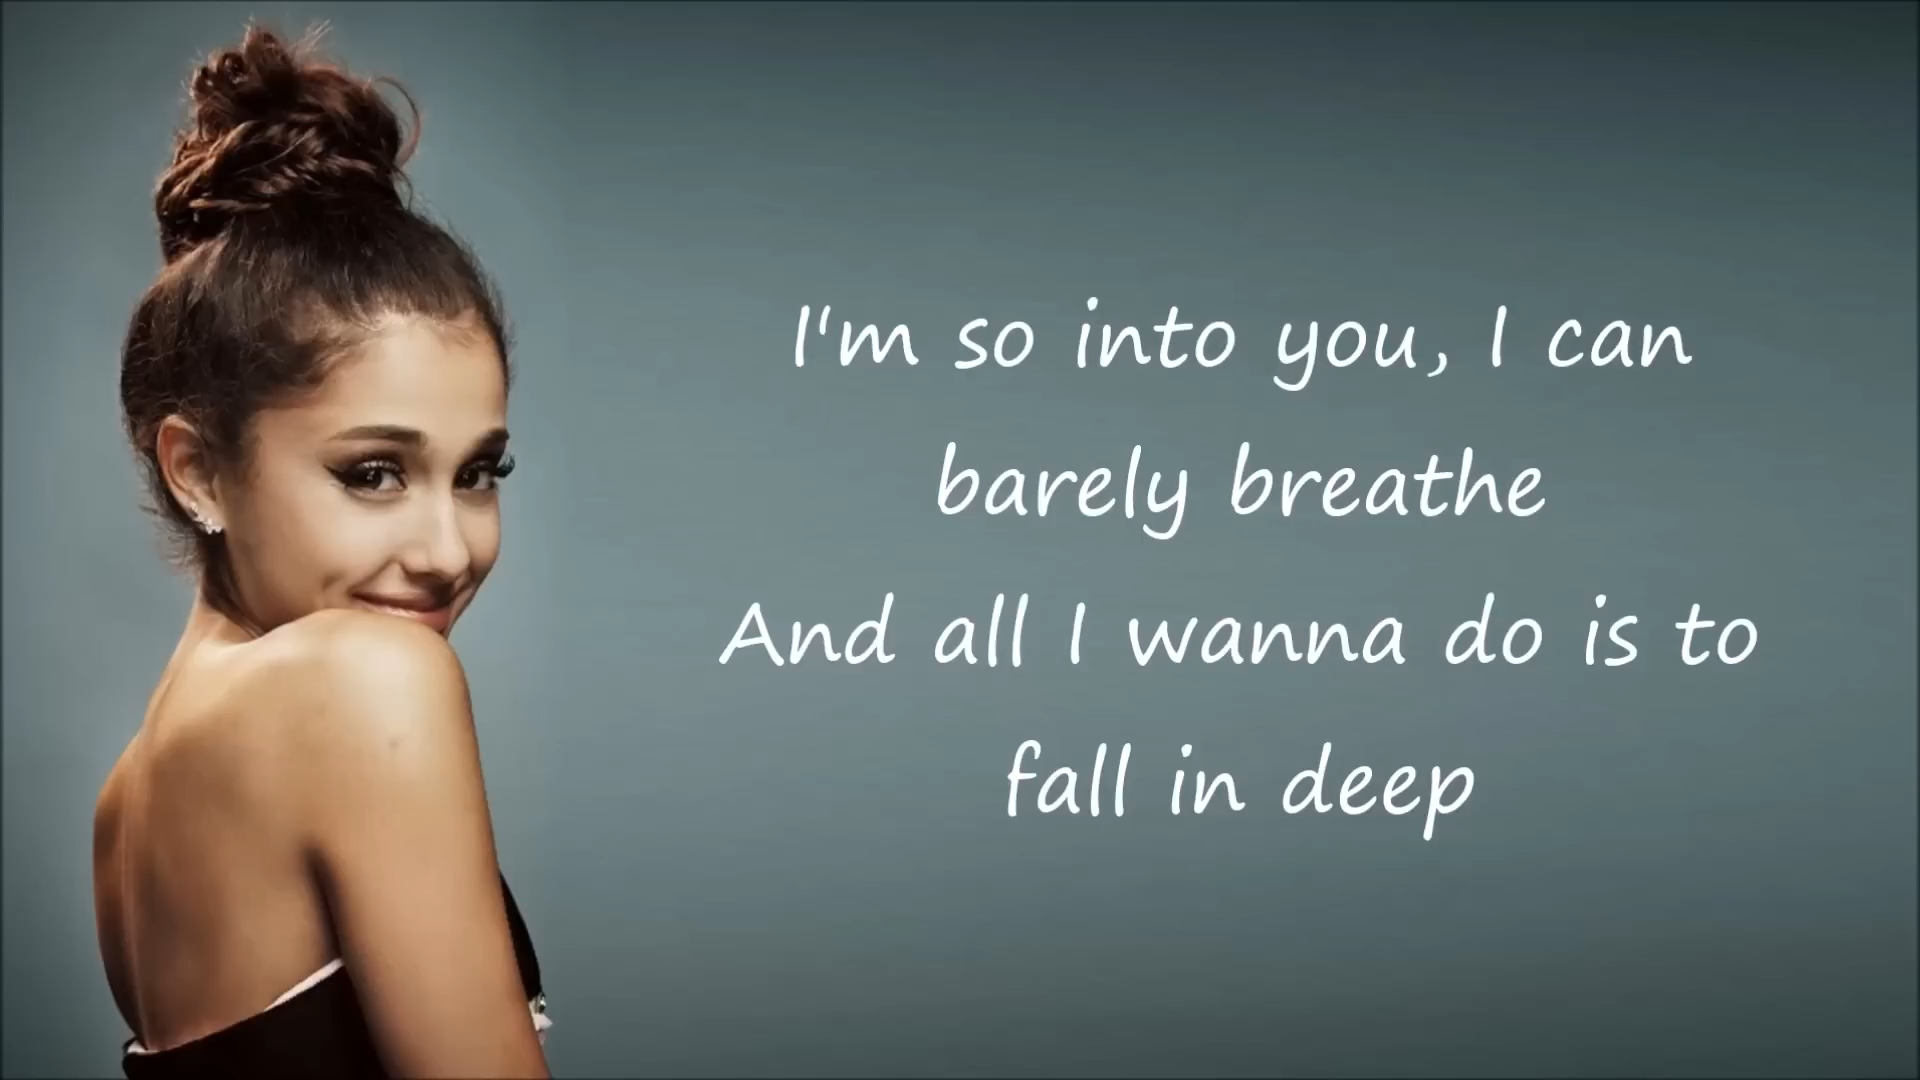 I'm so into you, I can
barely breathe
And all I wanna do is to
fall in deep